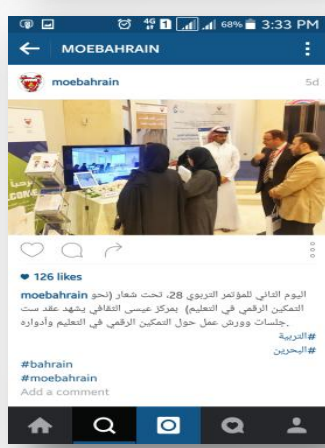 4G 1 68% 3:33 PM
MOEBAHRAIN
moebahrain 5d
126 likes
moebahrain اليوم الثاني للمؤتمر التربوي 28، تحت شعار (نحو
التمكين الرقمي في التعليم) بمركز عيسى الثقافي يشهد عقد ست
جلسات وورش عمل حول التمكين الرقمي في التعليم وأدواره.
#التربية
#البحرين
#bahrain
#moebahrain
Add a comment